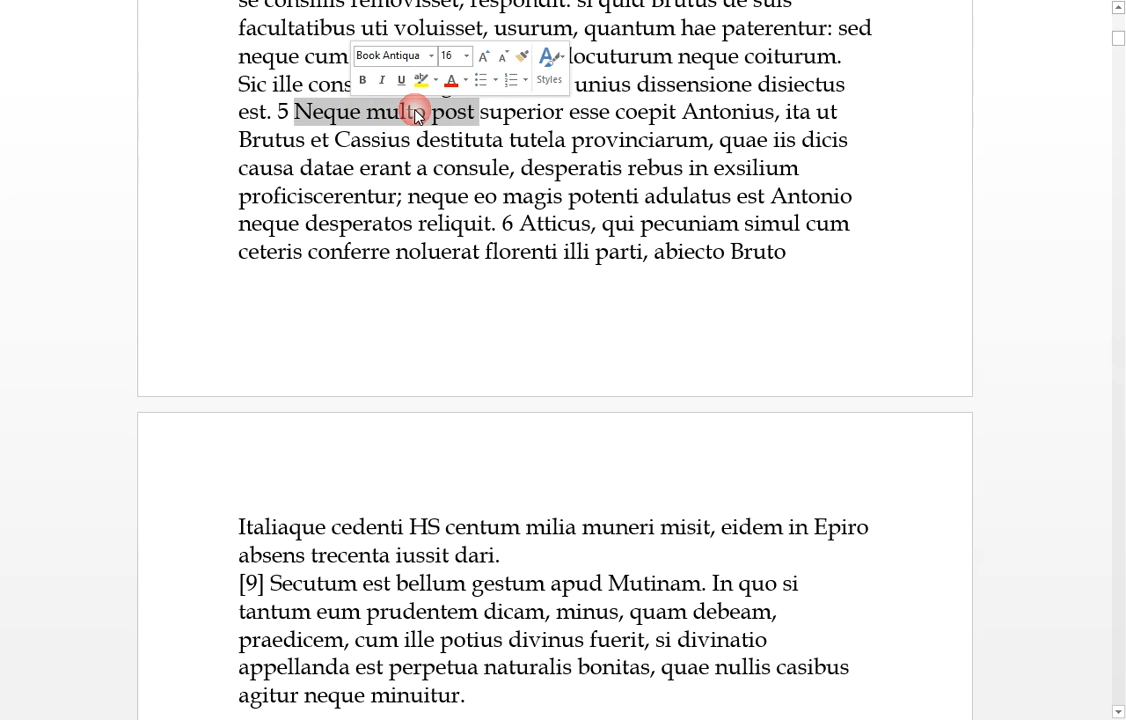 se consiliis removisset, respondit: si quid Brutus de suis
facultatibus uti voluisset, usurum, quantum hae paterentur: sed
neque cum locuturum neque coiturum.
Book Antiqua 16
Styles
Sic ille cons unius dissensione disiectus
est. 5 Neque multo post superior esse coepit Antonius, ita ut
Brutus et Cassius destituta tutela provinciarum, quae iis dicis
causa datae erant a consule, desperatis rebus in exsilium
proficiscerentur; neque eo magis potenti adulatus est Antonio
neque desperatos reliquit. 6 Atticus, qui pecuniam simul cum
ceteris conferre noluerat florenti illi parti, abiecto Bruto
Italiaque cedenti HS centum milia muneri misit, eidem in Epiro
absens trecenta iussit dari.
[9] Secutum est bellum gestum apud Mutinam. In quo si
tantum eum prudentem dicam, minus, quam debeam,
praedicem, cum ille potius divinus fuerit, si divinatio
appellanda est perpetua naturalis bonitas, quae nullis casibus
agitur neque minuitur.